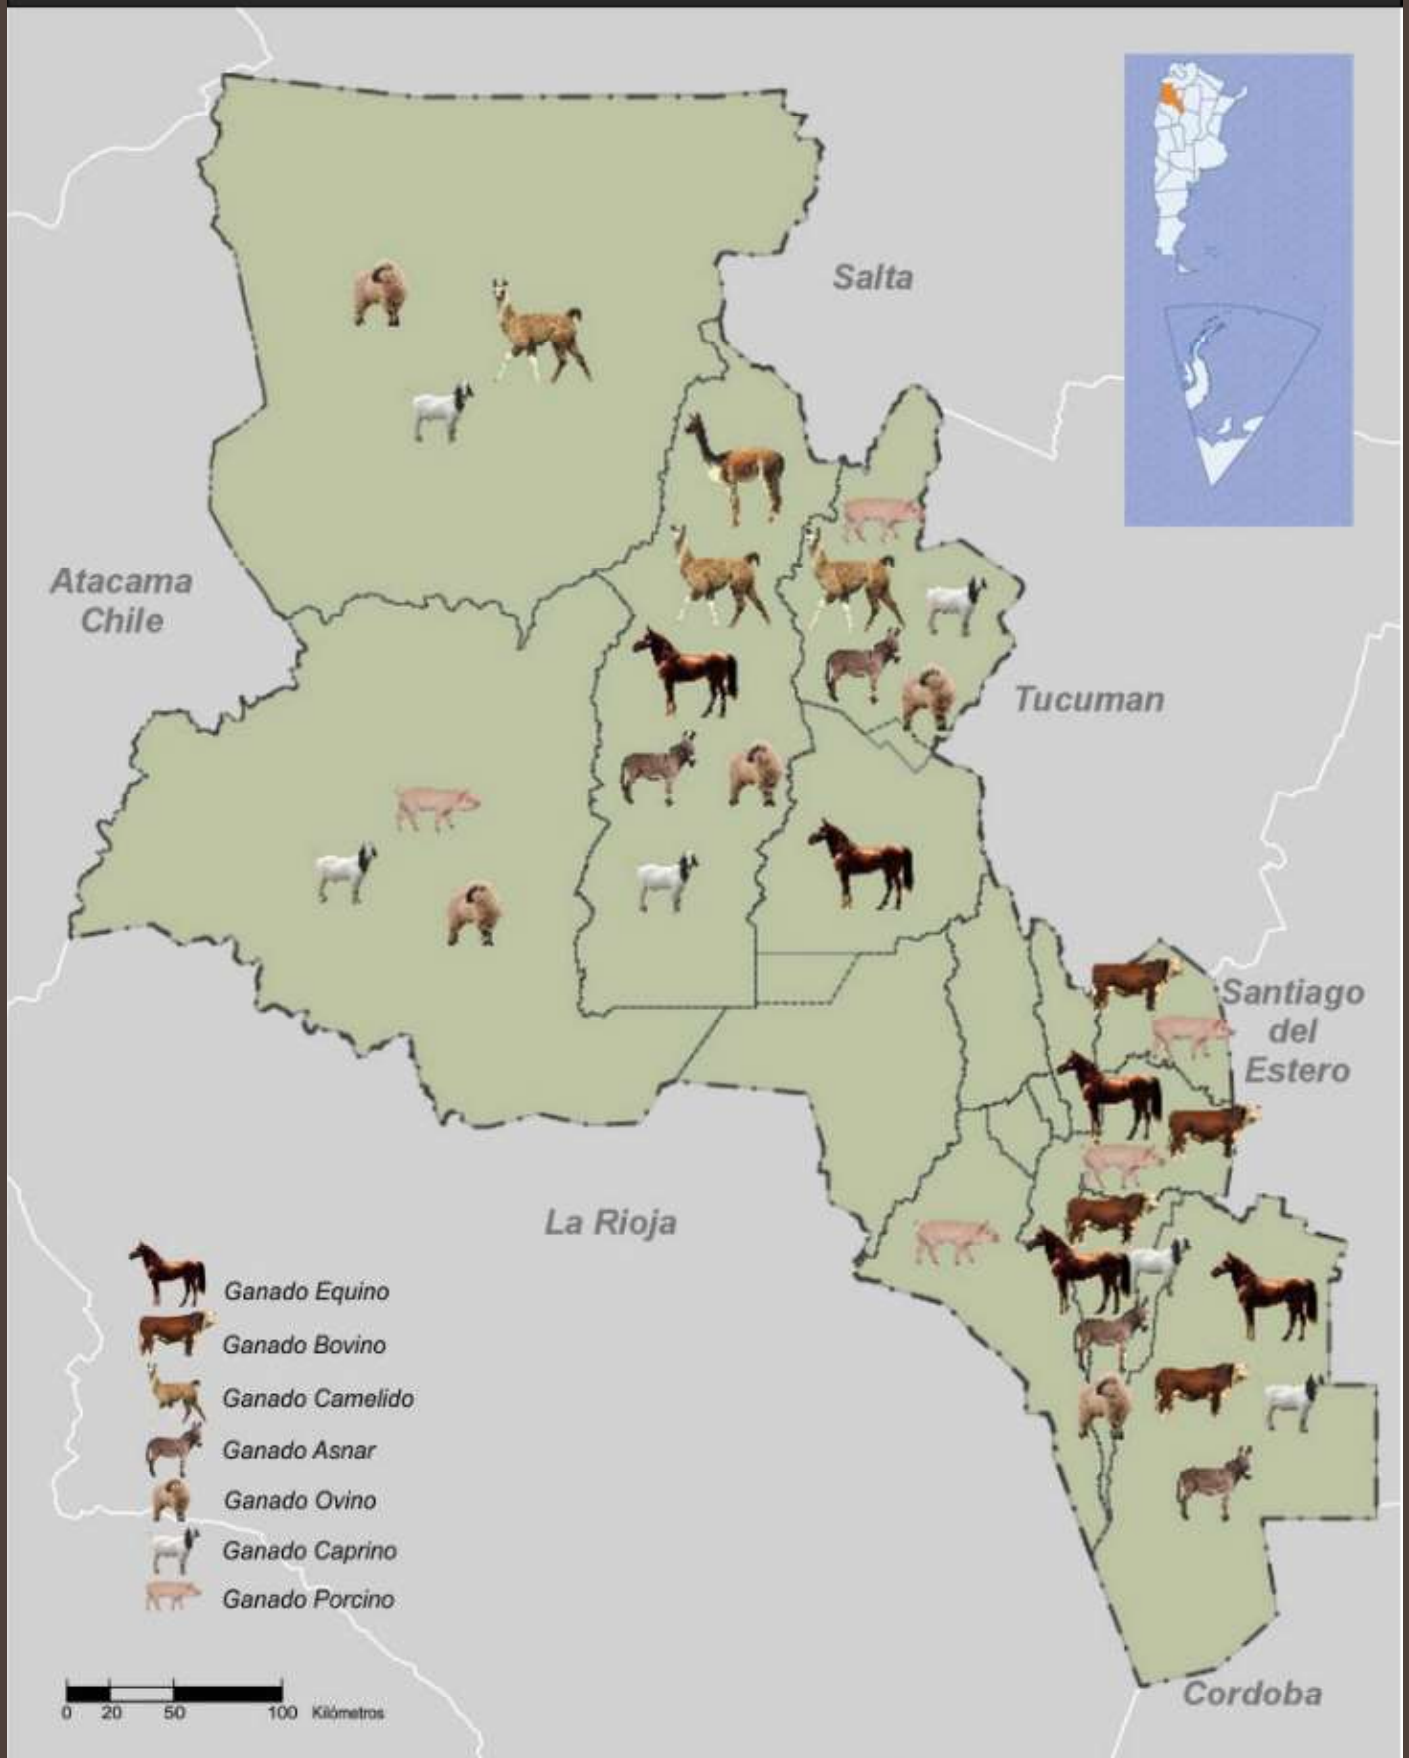 Salta
Atacama
Chile
Tucuman
Santiago
del
Estero
La Rioja
Ganado Equino
Ganado Bovino
Ganado Camelido
Ganado Asnar
Ganado Ovino
Ganado Caprino
Ganado Porcino
0 20 50 100 Kilómetros
Cordoba